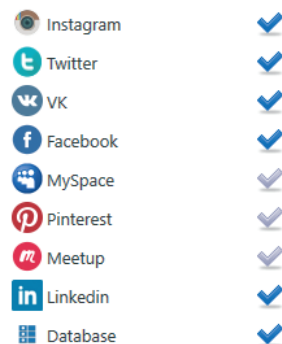 Instagram
Twitter
VK
Facebook
MySpace
Pinterest
Meetup
Linkedin
Database